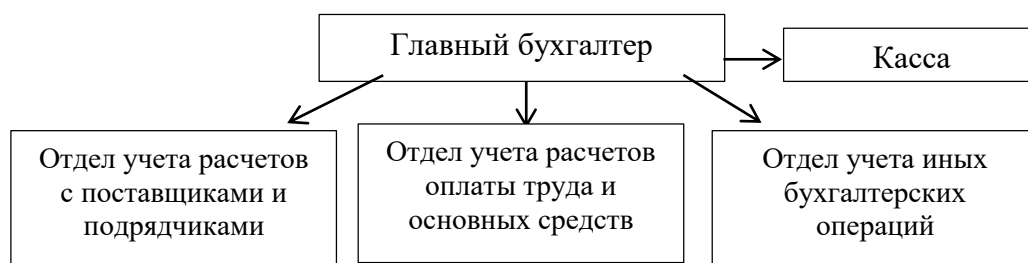 Главный бухгалтер
Касса
Отдел учета расчетов
с поставщиками и
подрядчиками
Отдел учета расчетов
оплаты труда и
основных средств
Отдел учета иных
бухгалтерских
операций